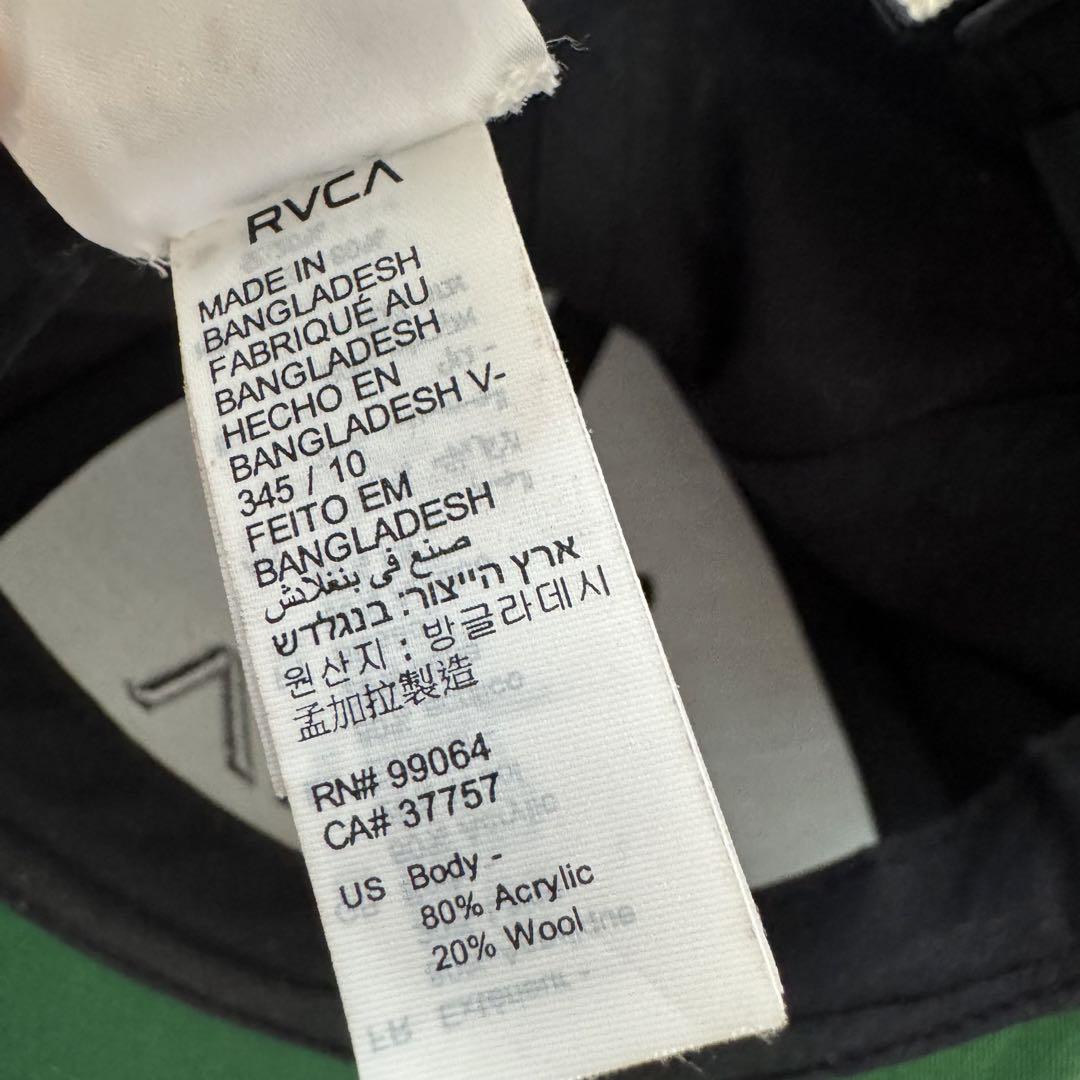 RVCA
MADE IN
BANGLADESH
FABRIQUÉ AU
BANGLADESH
HECHO EN
BANGLADESH V-
345 / 10
FEITO EM
BANGLADESH
صنع في بنغلاش
ארץ הייצור: בנגלדש
원산지 : 방글라데시
孟加拉製造
RN# 99064
CA# 37757
US Body -
80% Acrylic
20% Wool